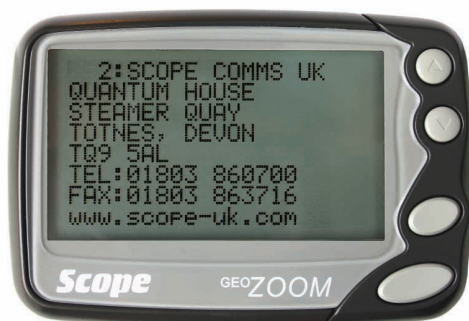 2:SCOPE COMMS UK
QUANTUM HOUSE
STEAMER QUAY
TOTNES, DEVON
TQ9 5AL
TEL:01803 860700
FAX:01803 863716
www.scope-uk.com
Scope
GEOZOOM